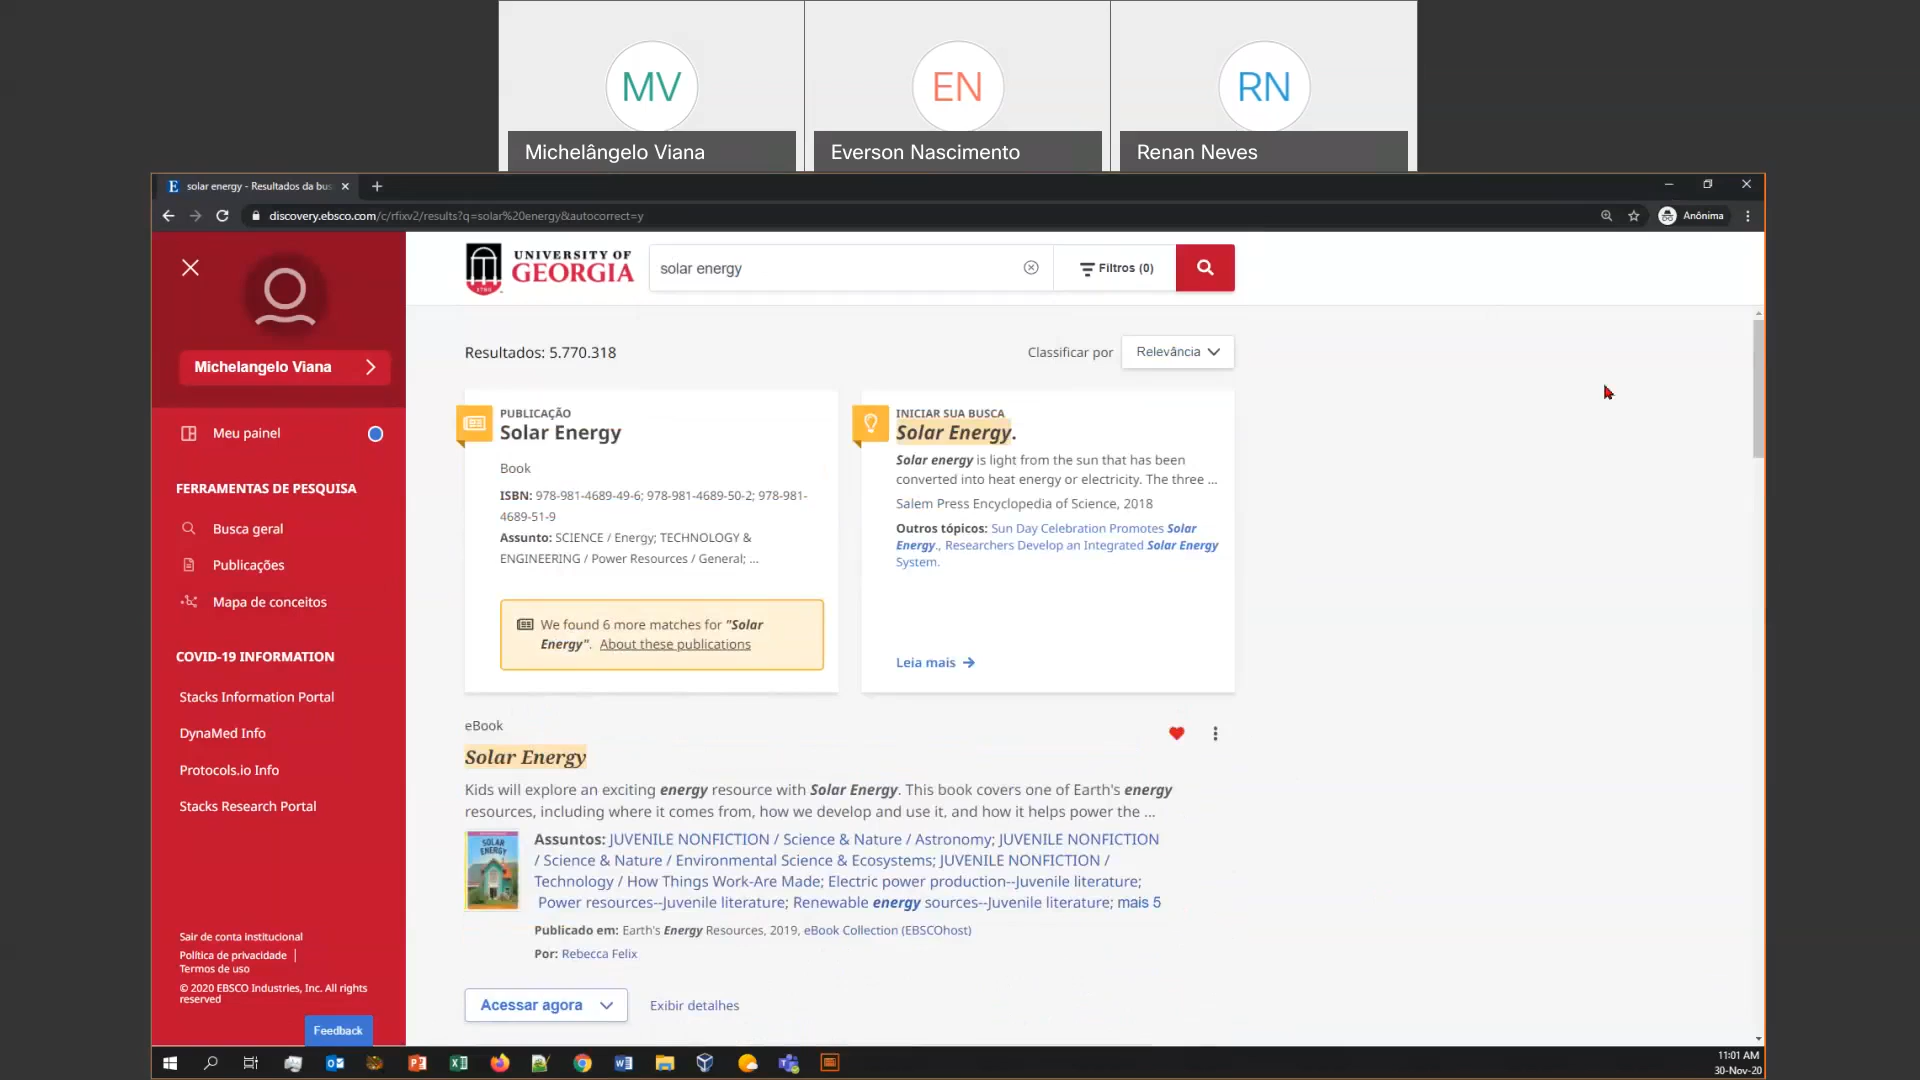 MV
EN
RN
Michelângelo Viana
Everson Nascimento
Renan Neves
E solar energy - Resultados da bus
discovery.ebsco.com/c/rfixv2/results?q=solar%20energy&autocorrect=y
Anônima
Michelangelo Viana
Meu painel
FERRAMENTAS DE PESQUISA
Busca geral
Publicações
Mapa de conceitos
COVID-19 INFORMATION
Stacks Information Portal
DynaMed Info
Protocols.io Info
Stacks Research Portal
Sair de conta institucional
Política de privacidade |
Termos de uso
© 2020 EBSCO Industries, Inc. All rights
reserved
Feedback
UNIVERSITY OF
GEORGIA
solar energy
Filtros (0)
Resultados: 5.770.318
Classificar por
Relevância
PUBLICAÇÃO
Solar Energy
Book
ISBN: 978-981-4689-49-6; 978-981-4689-50-2; 978-981-
4689-51-9
Assunto: SCIENCE / Energy; TECHNOLOGY &
ENGINEERING / Power Resources / General; ...
We found 6 more matches for "Solar
Energy". About these publications
INICIAR SUA BUSCA
Solar Energy.
Solar energy is light from the sun that has been
converted into heat energy or electricity. The three ...
Salem Press Encyclopedia of Science, 2018
Outros tópicos: Sun Day Celebration Promotes Solar
Energy., Researchers Develop an Integrated Solar Energy
System.
Leia mais
eBook
Solar Energy
Kids will explore an exciting energy resource with Solar Energy. This book covers one of Earth's energy
resources, including where it comes from, how we develop and use it, and how it helps power the ...
SOLAR
ENERGY
Assuntos: JUVENILE NONFICTION / Science & Nature / Astronomy; JUVENILE NONFICTION
/ Science & Nature / Environmental Science & Ecosystems; JUVENILE NONFICTION /
Technology / How Things Work-Are Made; Electric power production--Juvenile literature;
Power resources--Juvenile literature; Renewable energy sources--Juvenile literature; mais 5
Publicado em: Earth's Energy Resources, 2019, eBook Collection (EBSCOhost)
Por: Rebecca Felix
Acessar agora
Exibir detalhes
11:01 AM
30-Nov-20